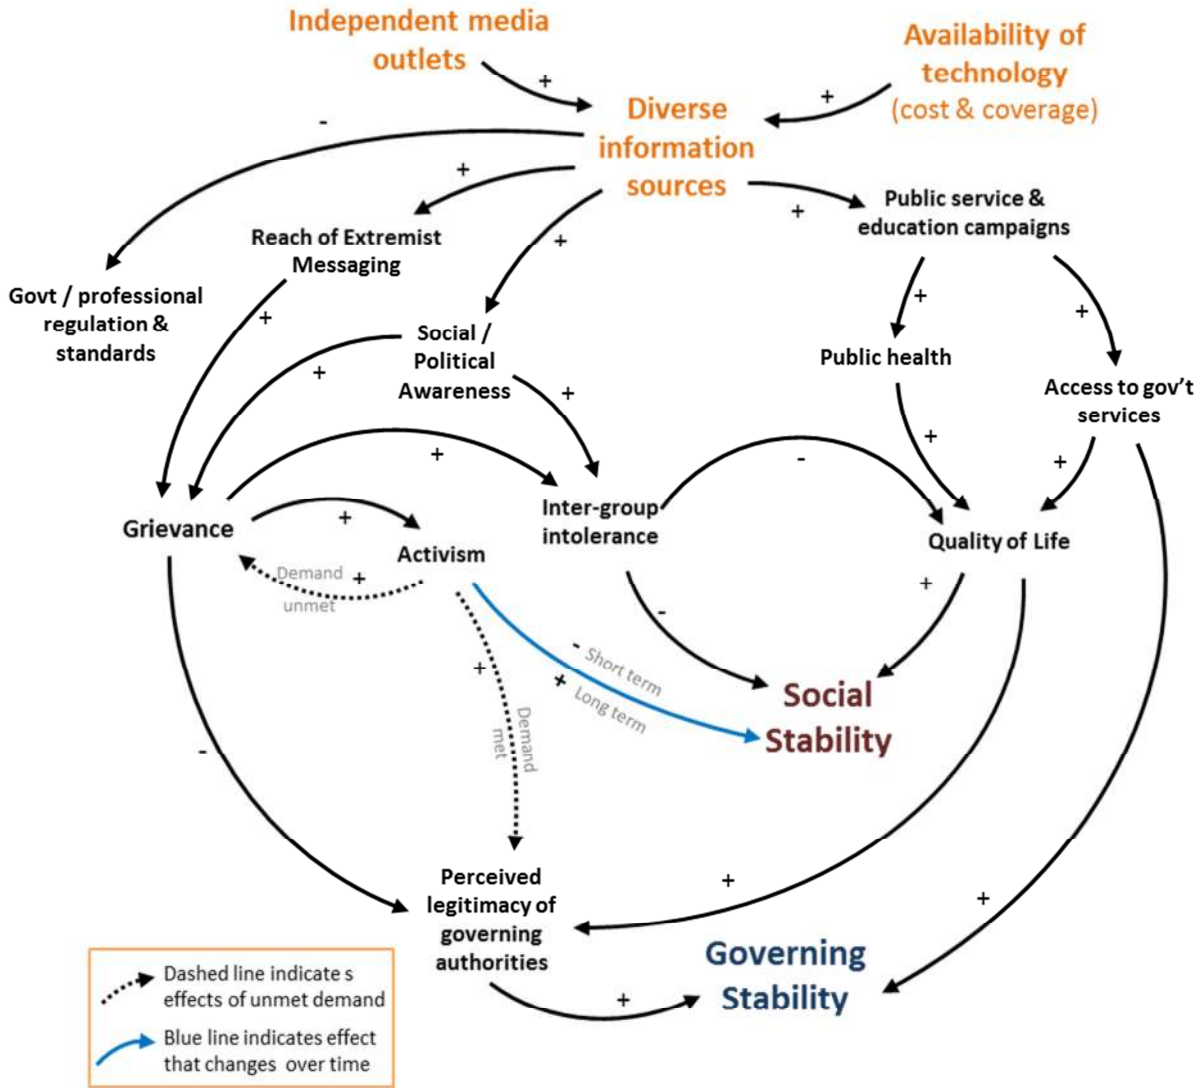 Independent media
outlets
Availability of
technology
(cost & coverage)
+
+
Diverse
information
sources
-
+
+
+
Public service &
education campaigns
Reach of Extremist
Messaging
Govt / professional
regulation &
standards
+
+
+
Social /
Political
Awareness
Public health
Access to gov't
services
+
+
+
+
+
-
Grievance
+
Inter-group
intolerance
Quality of Life
Activism
Demand +
unmet
+
-
+
- Short term
+ Long term
Demand
met
Social
Stability
-
Perceived
legitimacy of
governing
authorities
+
+
Governing
Stability
+
Dashed line indicate s
effects of unmet demand
Blue line indicates effect
that changes over time